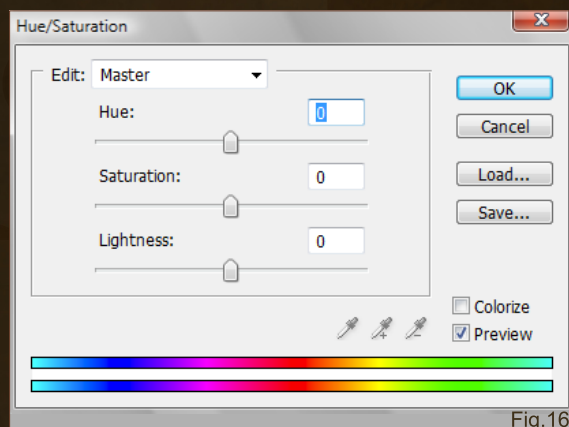 Hue/Saturation
Edit: Master
Hue: 0
Saturation: 0
Lightness: 0
OK
Cancel
Load...
Save...
Colorize
Preview
Fig.16